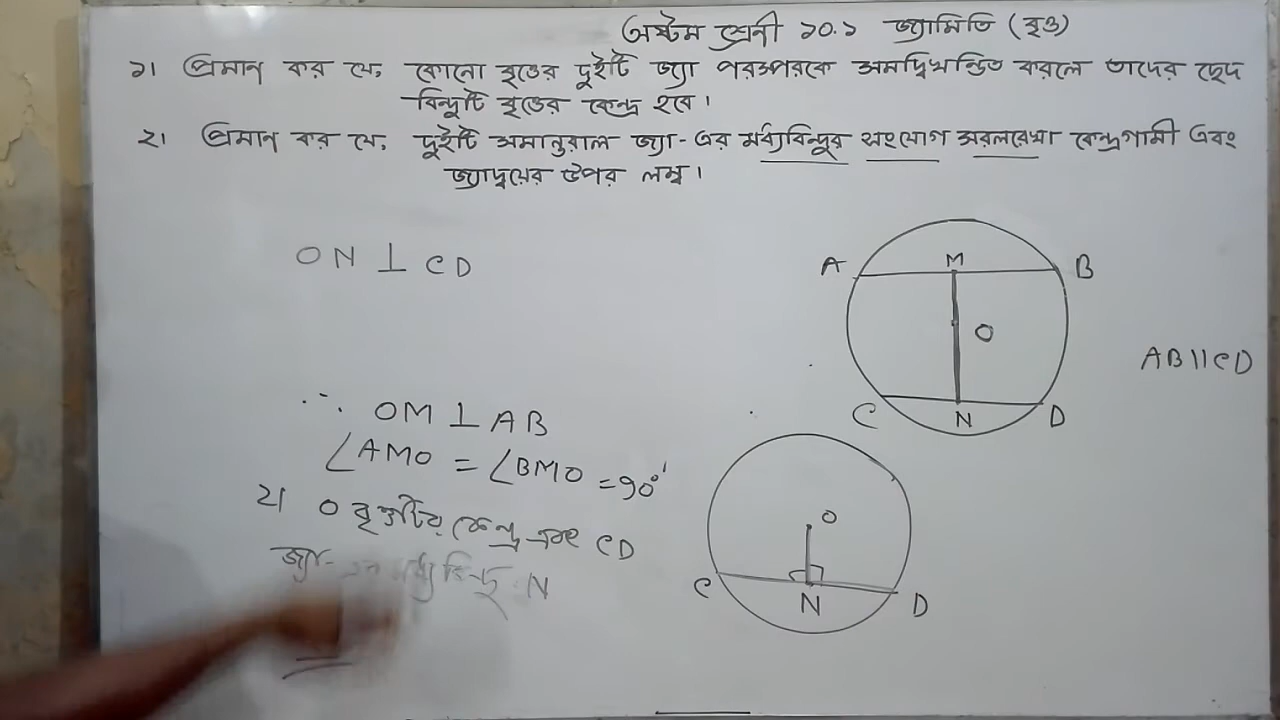 অষ্টম শ্রেনী ১০.১ জ্যামিতি (বৃত্ত)
১। প্রমান কর যে, কোনো বৃত্তের দুইটি জ্যা পরস্পরকে সমদ্বিখন্ডিত করলে তাদের ছেদ
বিন্দুটি বৃত্তের কেন্দ্র হবে।
২। প্রমান কর যে, দুইটি সমান্তরাল জ্যা-এর মধ্যবিন্দুর সংযোগ সরলরেখা কেন্দ্রগামী এবং
জ্যাদ্বয়ের উপর লম্ব।
ON ⊥ CD
A M B
O
AB || CD
C N D
∴ OM ⊥ AB
∠AMO = ∠BMO = 90°
২। O বৃত্তটির কেন্দ্র এবং CD
জ্যা- বিন্দু N
O
C N D